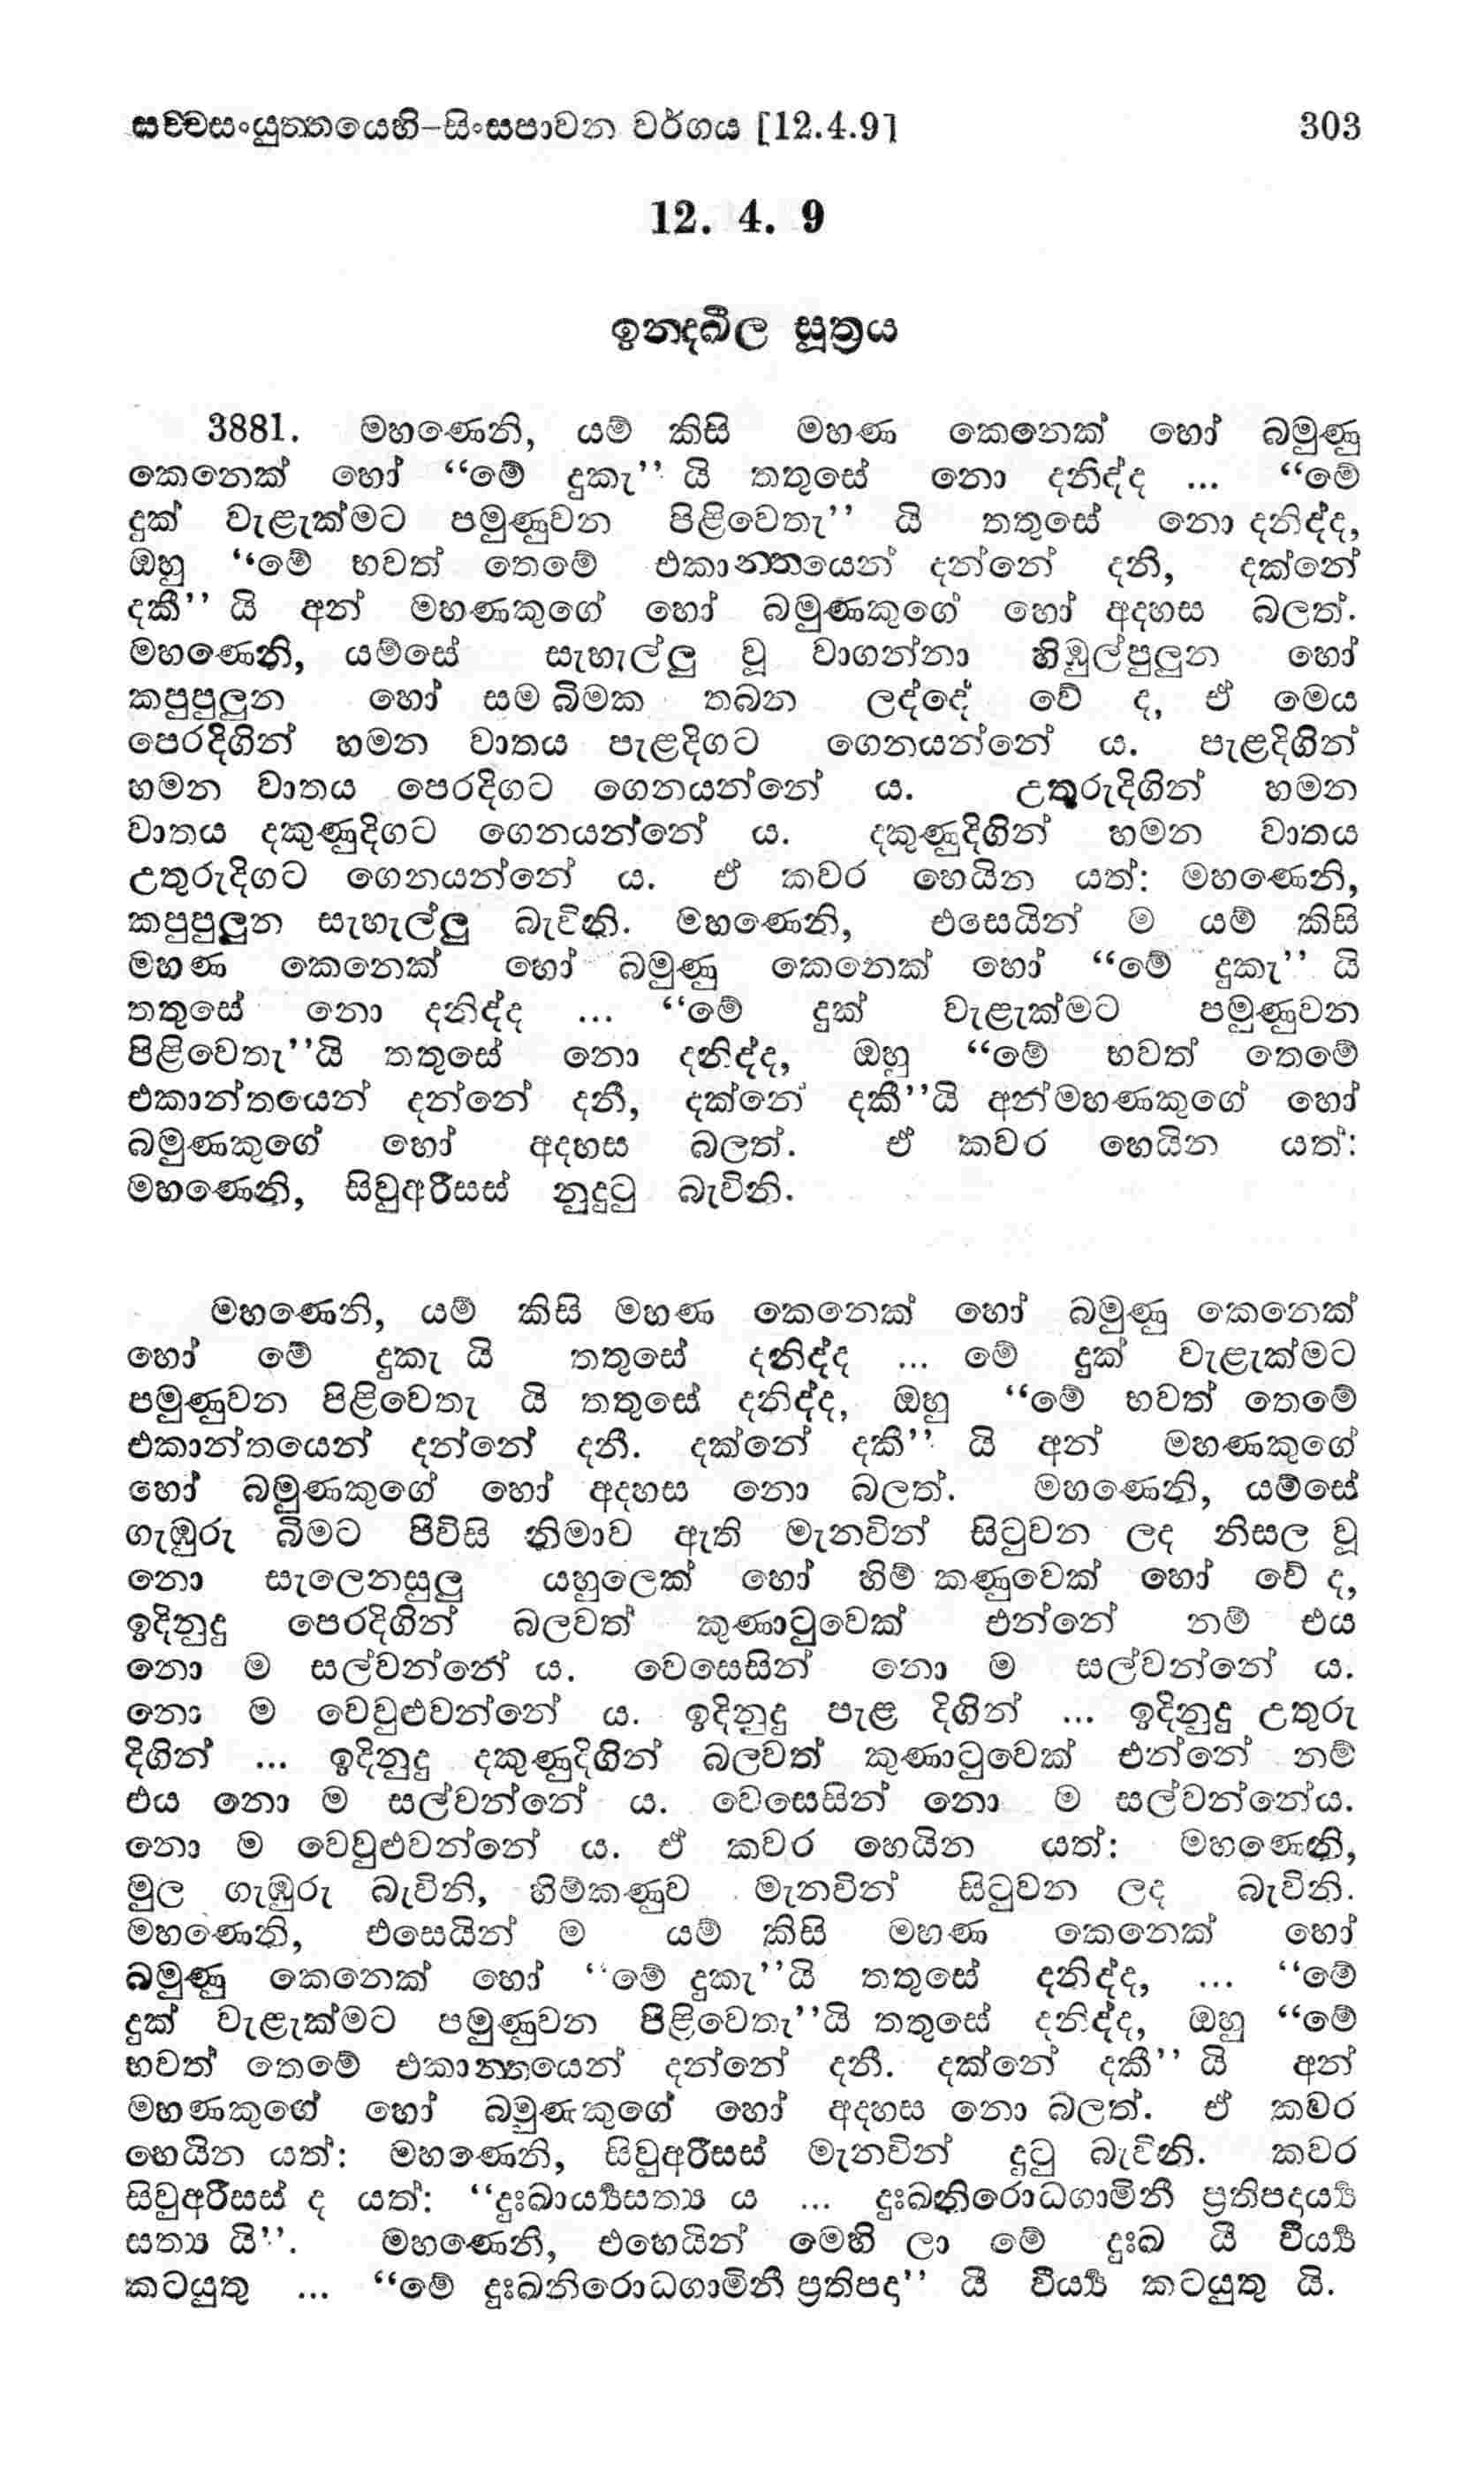 සච්චසංයුත්තයෙහි-සිංසපාවන වර්ගය [12.4.9] 303
12. 4. 9
ඉන්දඛීල සූත්‍රය
3881. මහණෙනි, යම් කිසි මහණ කෙනෙක් හෝ බමුණු
කෙනෙක් හෝ “මේ දුකැ” යි තතුසේ නො දනිද්ද ... “මේ
දුක් වැළැක්මට පමුණුවන පිළිවෙතැ” යි තතුසේ නො දනිද්ද,
ඔහු “මේ භවත් තෙමේ එකාන්තයෙන් දන්නේ දනී, දක්නේ
දකී” යි අන් මහණකුගේ හෝ බමුණකුගේ හෝ අදහස බලත්.
මහණෙනි, යම්සේ සැහැල්ලු වූ වාගන්නා හිඹුල්පුලුන හෝ
කපුපුලුන හෝ සම බිමක තබන ලද්දේ වේ ද, ඒ මෙය
පෙරදිගින් හමන වාතය පැළදිගට ගෙනයන්නේ ය. පැළදිගින්
හමන වාතය පෙරදිගට ගෙනයන්නේ ය. උතුරුදිගින් හමන
වාතය දකුණුදිගට ගෙනයන්නේ ය. දකුණුදිගින් හමන වාතය
උතුරුදිගට ගෙනයන්නේ ය. ඒ කවර හෙයින යත්: මහණෙනි,
කපුපුලුන සැහැල්ලු බැවිනි. මහණෙනි, එසෙයින් ම යම් කිසි
මහණ කෙනෙක් හෝ බමුණු කෙනෙක් හෝ “මේ දුකැ” යි
තතුසේ නො දනිද්ද ... “මේ දුක් වැළැක්මට පමුණුවන
පිළිවෙතැ”යි තතුසේ නො දනිද්ද, ඔහු “මේ භවත් තෙමේ
එකාන්තයෙන් දන්නේ දනී, දක්නේ දකී”යි අන්මහණකුගේ හෝ
බමුණකුගේ හෝ අදහස බලත්. ඒ කවර හෙයින යත්:
මහණෙනි, සිවුඅරීසස් නුදුටු බැවිනි.
මහණෙනි, යම් කිසි මහණ කෙනෙක් හෝ බමුණු කෙනෙක්
හෝ මේ දුකැ යි තතුසේ දනිද්ද ... මේ දුක් වැළැක්මට
පමුණුවන පිළිවෙතැ යි තතුසේ දනිද්ද, ඔහු “මේ භවත් තෙමේ
එකාන්තයෙන් දන්නේ දනී. දක්නේ දකී” යි අන් මහණකුගේ
හෝ බමුණකුගේ හෝ අදහස නො බලත්. මහණෙනි, යම්සේ
ගැඹුරු බිමට පිවිසි නිමාව ඇති මැනවින් සිටුවන ලද නිසල වූ
නො සැලෙනසුලු යහුලෙක් හෝ හිම් කණුවෙක් හෝ වේ ද,
ඉදිනුදු පෙරදිගින් බලවත් කුණාටුවෙක් එන්නේ නම් එය
නො ම සල්වන්නේ ය. වෙසෙසින් නො ම සල්වන්නේ ය.
නො ම වෙවුළුවන්නේ ය. ඉදිනුදු පැළ දිගින් ... ඉදිනුදු උතුරු
දිගින් ... ඉදිනුදු දකුණුදිගින් බලවත් කුණාටුවෙක් එන්නේ නම්
එය නො ම සල්වන්නේ ය. වෙසෙසින් නො ම සල්වන්නේය.
නො ම වෙවුළුවන්නේ ය. ඒ කවර හෙයින යත්: මහණෙනි,
මුල ගැඹුරු බැවිනි, හිම්කණුව මැනවින් සිටුවන ලද බැවිනි.
මහණෙනි, එසෙයින් ම යම් කිසි මහණ කෙනෙක් හෝ
බමුණු කෙනෙක් හෝ “මේ දුකැ”යි තතුසේ දනිද්ද, ... “මේ
දුක් වැළැක්මට පමුණුවන පිළිවෙතැ”යි තතුසේ දනිද්ද, ඔහු “මේ
භවත් තෙමේ එකාන්තයෙන් දන්නේ දනී. දක්නේ දකී” යි අන්
මහණකුගේ හෝ බමුණකුගේ හෝ අදහස නො බලත්. ඒ කවර
හෙයින යත්: මහණෙනි, සිවුඅරීසස් මැනවින් දුටු බැවිනි. කවර
සිවුඅරීසස් ද යත්: “දුඃඛාර්‍ය්‍යසත්‍ය ය ... දුඃඛනිරොධගාමිනී ප්‍රතිපදාර්‍ය්‍ය
සත්‍ය යි”. මහණෙනි, එහෙයින් මෙහි ලා මේ දුඃඛ යී වීර්‍ය්‍ය
කටයුතු ... “මේ දුඃඛනිරොධගාමිනී ප්‍රතිපදා” යී වීර්‍ය්‍ය කටයුතු යි.